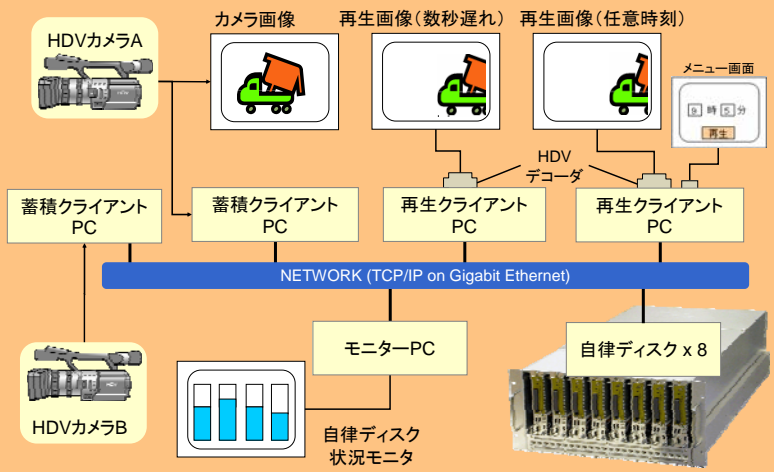 カメラ画像
再生画像(数秒遅れ)
再生画像(任意時刻)
HDVカメラA
メニュー画面
9 時 5 分
再生
HDV
デコーダ
蓄積クライアント
PC
蓄積クライアント
PC
再生クライアント
PC
再生クライアント
PC
NETWORK (TCP/IP on Gigabit Ethernet)
モニターPC
自律ディスク x 8
HDVカメラB
自律ディスク
状況モニタ